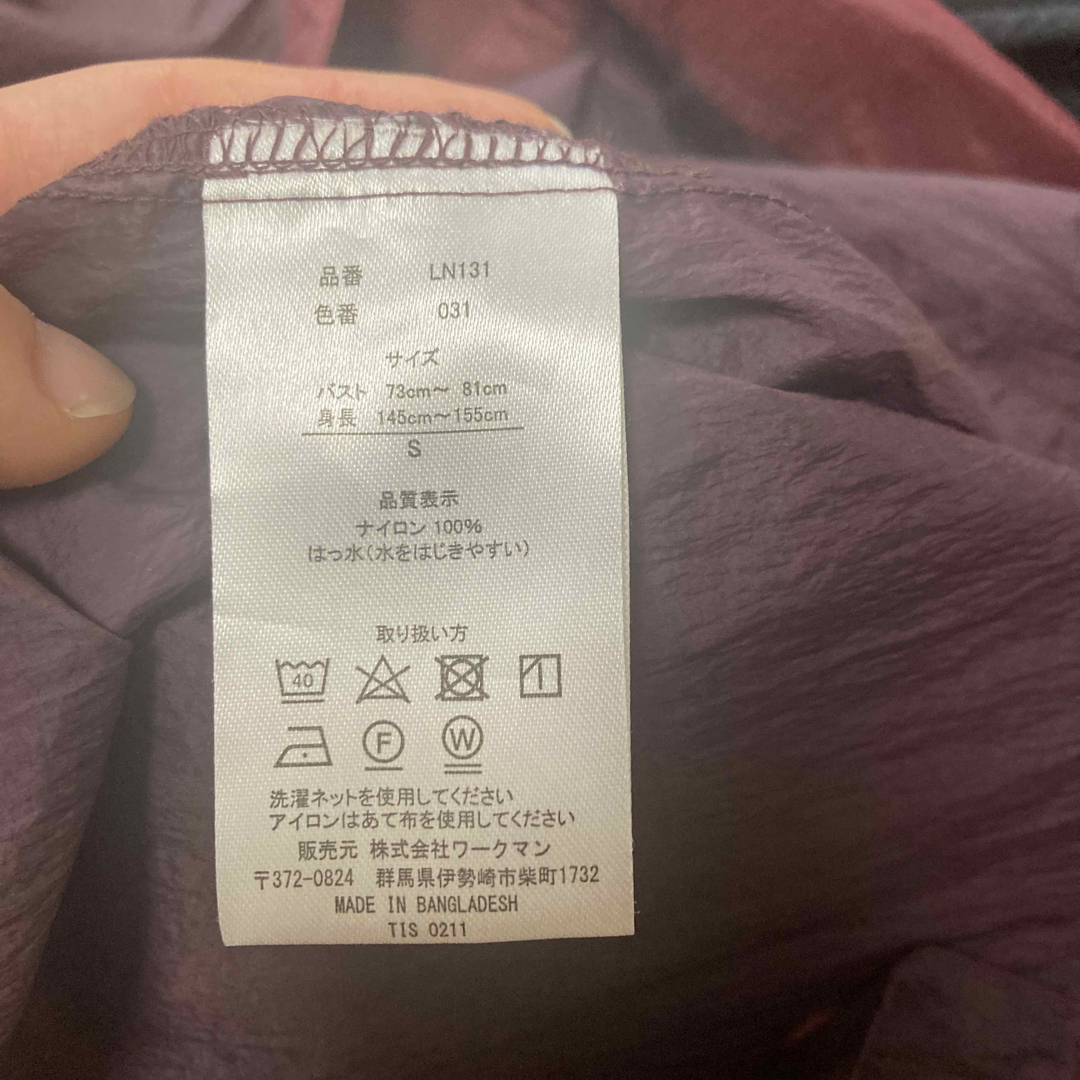 品番 LN131
色番 031
サイズ
バスト 73cm〜 81cm
身長 145cm〜155cm
S
品質表示
ナイロン 100%
はっ水(水をはじきやすい)
取り扱い方
40
F W
洗濯ネットを使用してください
アイロンはあて布を使用してください
販売元 株式会社ワークマン
〒372-0824 群馬県伊勢崎市柴町1732
MADE IN BANGLADESH
TIS 0211